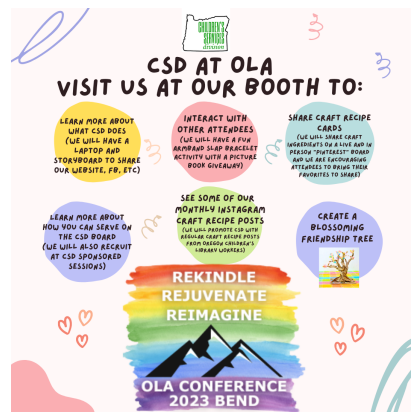 CHILDREN'S
SERVICES
division
CSD AT OLA
VISIT US AT OUR BOOTH TO:
LEARN MORE ABOUT
WHAT CSD DOES
(WE WILL HAVE A
LAPTOP AND
STORYBOARD TO SHARE
OUR WEBSITE, FB, ETC)
INTERACT WITH
OTHER ATTENDEES
(WE WILL HAVE A FUN
ARMBAND SLAP BRACELET
ACTIVITY WITH A PICTURE
BOOK GIVEAWAY)
SHARE CRAFT RECIPE
CARDS
(WE WILL SHARE CRAFT
INGREDIENTS ON A LIVE AND IN
PERSON "PINTEREST" BOARD
AND WE ARE ENCOURAGING
ATTENDEES TO BRING THEIR
FAVORITES TO SHARE)
LEARN MORE ABOUT
HOW YOU CAN SERVE ON
THE CSD BOARD
(WE WILL ALSO RECRUIT
AT CSD SPONSORED
SESSIONS)
SEE SOME OF OUR
MONTHLY INSTAGRAM
CRAFT RECIPE POSTS
(WE WILL PROMOTE CSD WITH
REGULAR CRAFT RECIPE POSTS
FROM OREGON CHILDREN'S
LIBRARY WORKERS)
CREATE A
BLOSSOMING
FRIENDSHIP TREE
REKINDLE
REJUVENATE
REIMAGINE
OLA CONFERENCE
2023 BEND